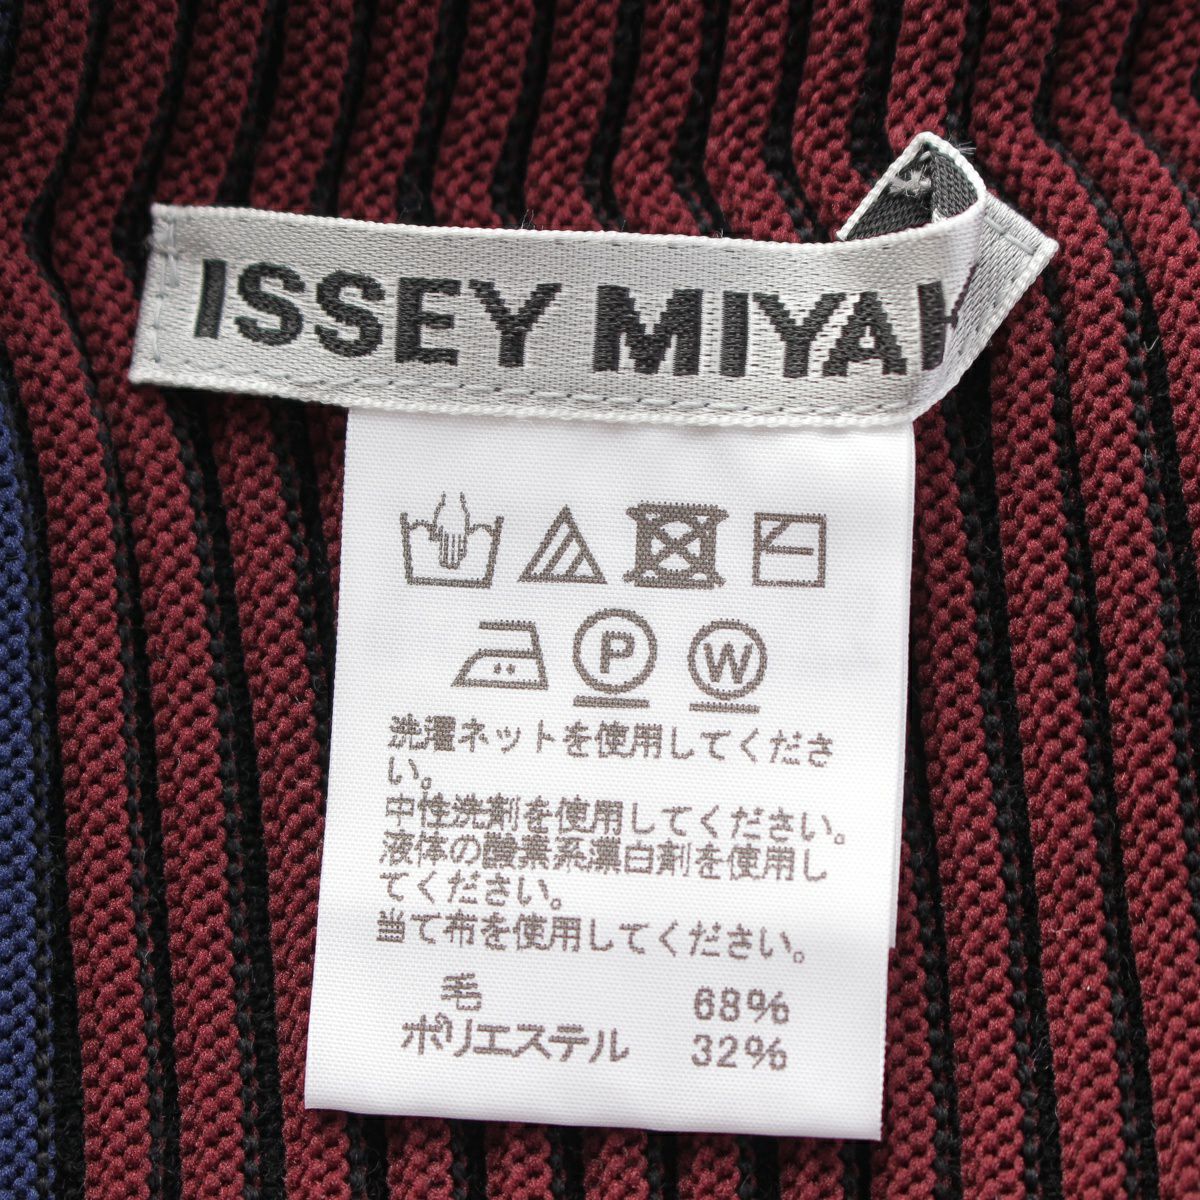 ISSEY MIYAK
P
W
洗濯ネットを使用してくださ
い。
中性洗剤を使用してください。
液体の酸素系漂白剤を使用し
てください。
当て布を使用してください。
毛 68%
ポリエステル 32%